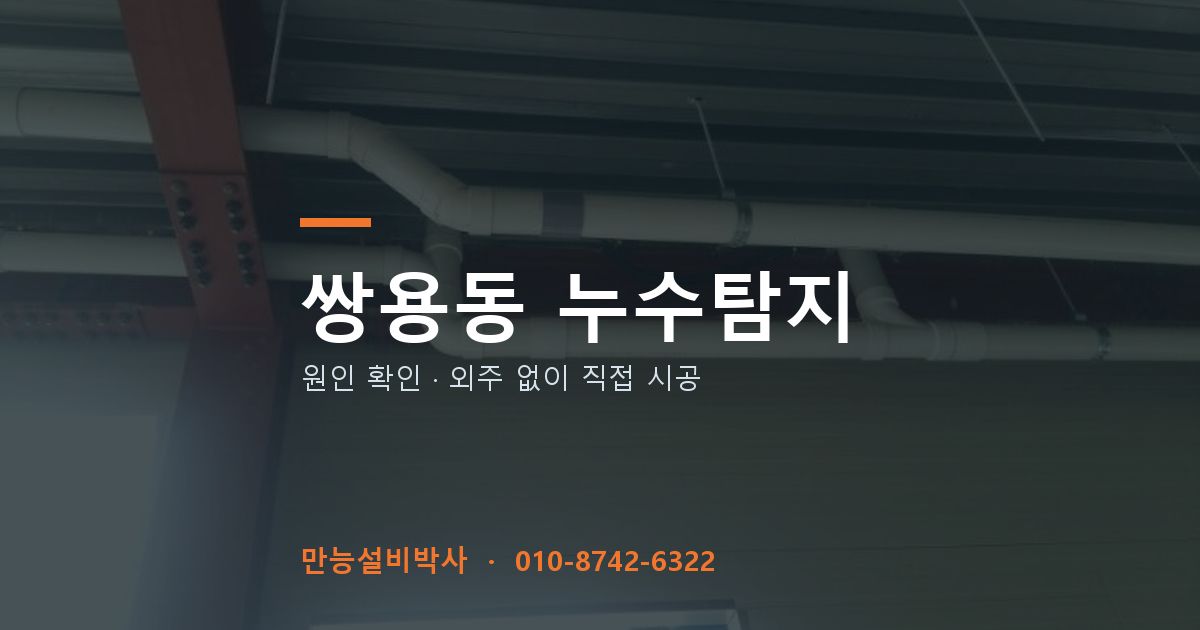 쌍용동 누수탐지
원인 확인 · 외주 없이 직접 시공
만능설비박사 · 010-8742-6322